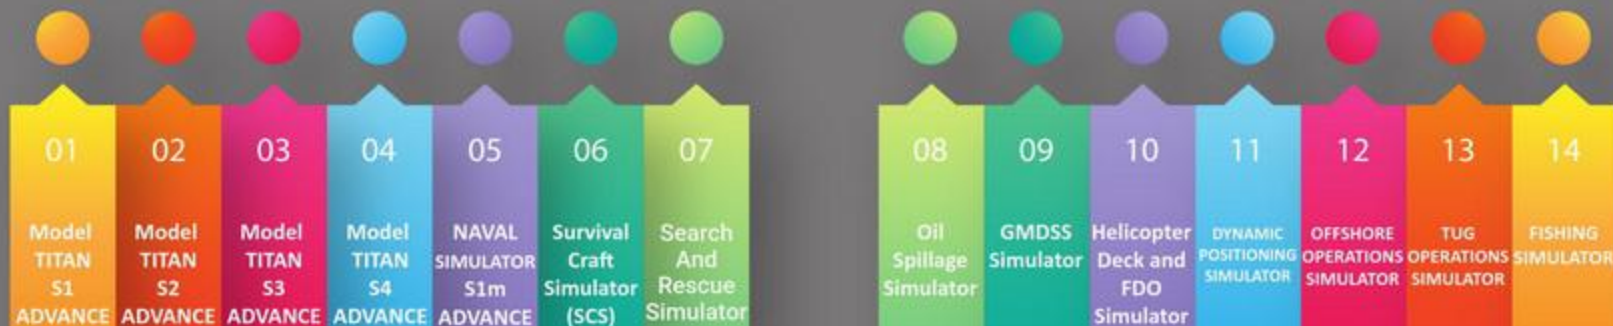 01
Model
TITAN
S1
ADVANCE
02
Model
TITAN
S2
ADVANCE
03
Model
TITAN
S3
ADVANCE
04
Model
TITAN
S4
ADVANCE
05
NAVAL
SIMULATOR
S1m
ADVANCE
06
Survival
Craft
Simulator
(SCS)
07
Search
And
Rescue
Simulator
08
Oil
Spillage
Simulator
09
GMDSS
Simulator
10
Helicopter
Deck and
FDO
Simulator
11
DYNAMIC
POSITIONING
SIMULATOR
12
OFFSHORE
OPERATIONS
SIMULATOR
13
TUG
OPERATIONS
SIMULATOR
14
FISHING
SIMULATOR